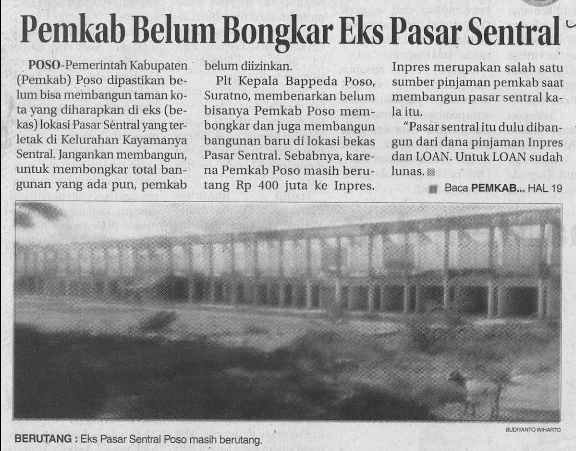 Pemkab Belum Bongkar Eks Pasar Sentral
POSO-Pemerintah Kabupaten
(Pemkab) Poso dipastikan be-
lum bisa membangun taman ko-
ta yang diharapkan di eks (be-
kas) lokasi Pasar Sentral yang ter-
letak di Kelurahan Kayamanya
Sentral. Jangankan membangun,
untuk membongkar total ban-
gunan yang ada pun, pemkab
belum diizinkan.
Plt Kepala Bappeda Poso,
Suratno, membenarkan belum
bisanya Pemkab Poso mem-
bongkar dan juga membangun
bangunan baru di lokasi bekas
Pasar Sentral. Sebabnya, kare-
na Pemkab Poso masih beru-
tang Rp 400 juta ke Inpres.
Inpres merupakan salah satu
sumber pinjaman pemkab saat
membangun pasar sentral ka-
la itu.
"Pasar sentral itu dulu diban-
gun dari dana pinjaman Inpres
dan LOAN. Untuk LOAN sudah
lunas.
Baca PEMKAB... HAL 19
BUDIYANTO WIHARTO
BERUTANG : Eks Pasar Sentral Poso masih berutang.